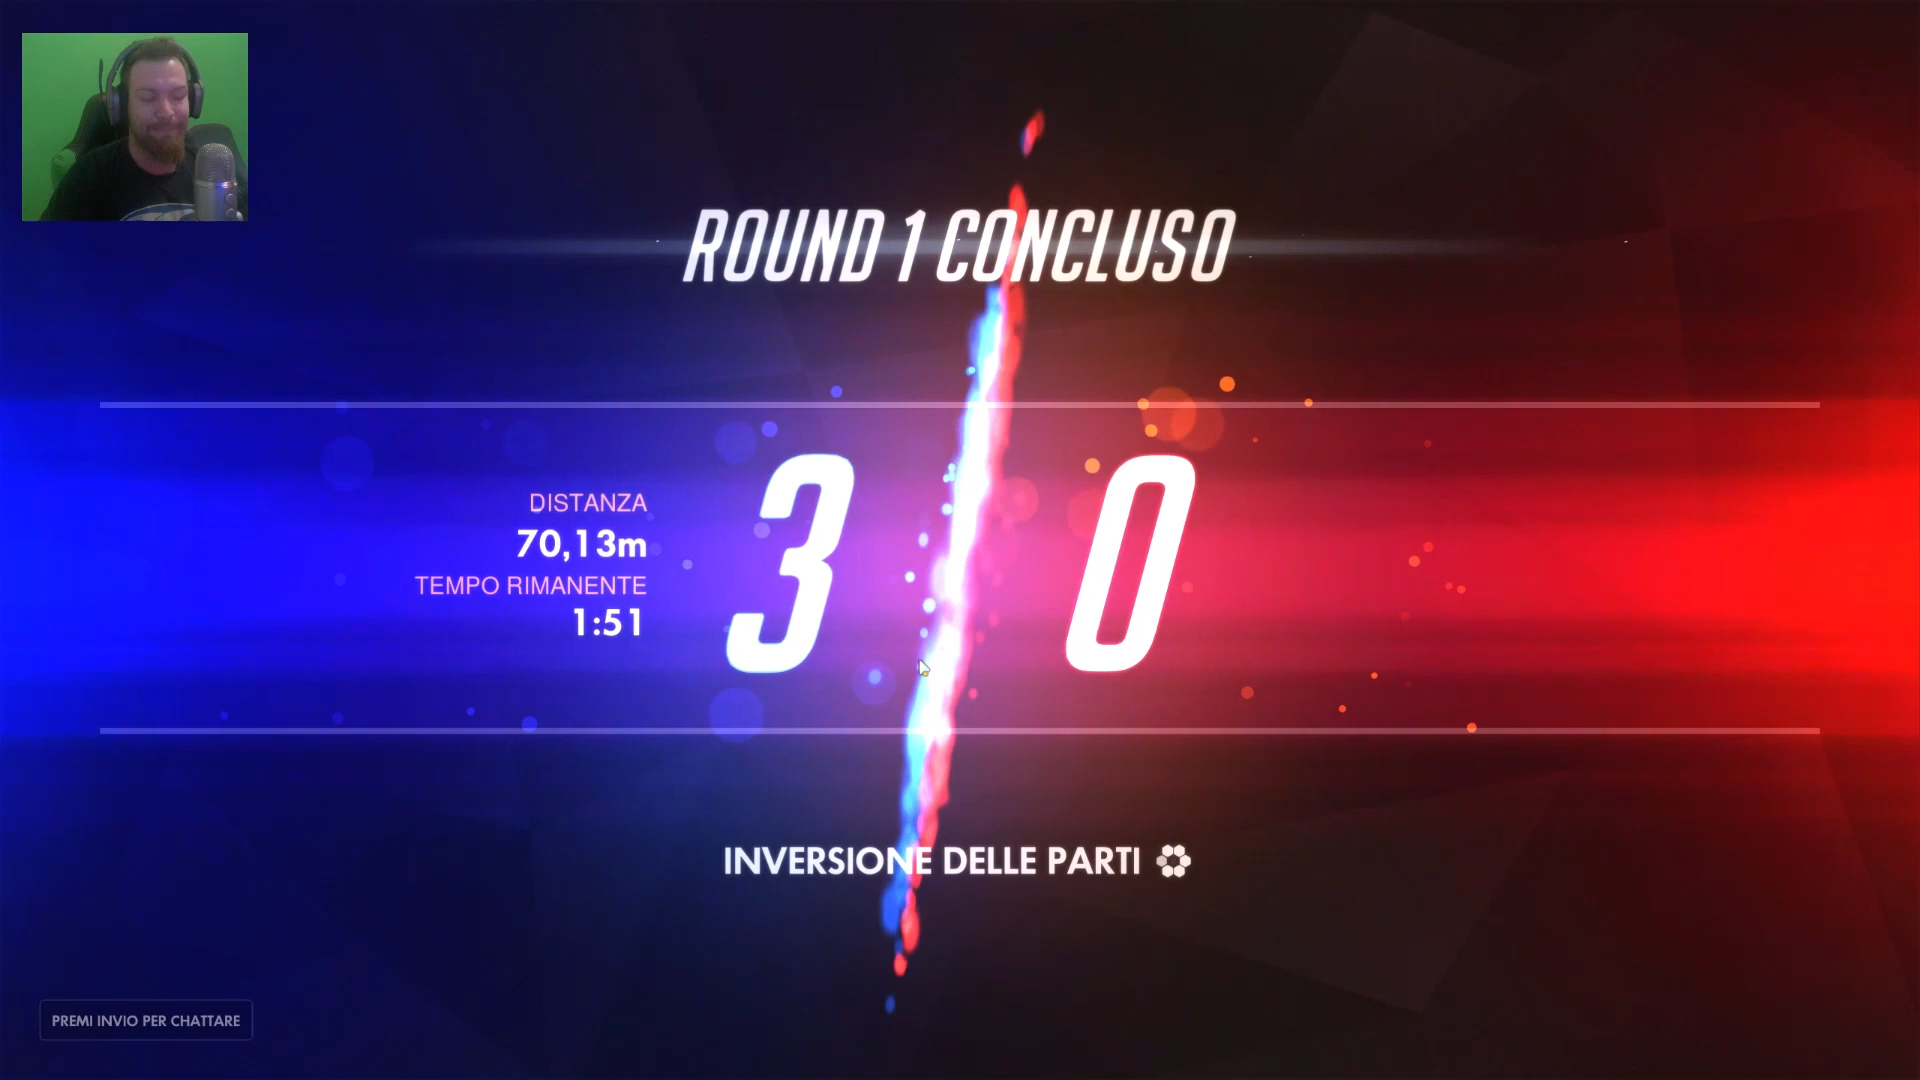 ROUND 1 CONCLUSO
DISTANZA
70,13m
TEMPO RIMANENTE
1:51
3 0
INVERSIONE DELLE PARTI
PREMI INVIO PER CHATTARE